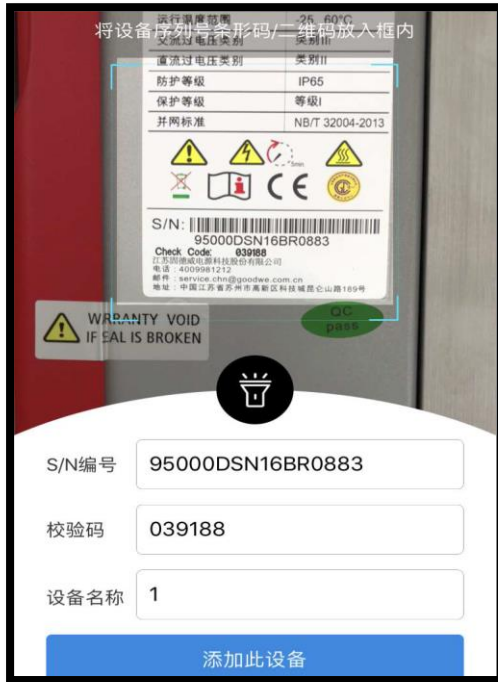 运行温度范围 -25...60°C
将设备序列号条形码/二维码放入框内
交流过电压类别 类别III
直流过电压类别 类别II
防护等级 IP65
保护等级 等级I
并网标准 NB/T 32004-2013
5min.
S/N:
95000DSN16BR0883
Check Code: 039188
江苏固德威电源科技股份有限公司
电话：4009981212
邮件：service.chn@goodwe.com.cn
地址：中国江苏省苏州市高新区科技城昆仑山路189号
WRRANTY VOID
IF EAL IS BROKEN
QC
pass
S/N编号 95000DSN16BR0883
校验码 039188
设备名称 1
添加此设备